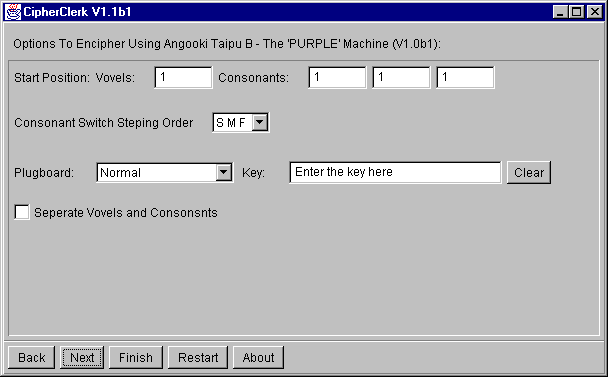 CipherClerk V1.1b1
Options To Encipher Using Angooki Taipu B - The 'PURPLE' Machine (V1.0b1):
Start Position: Vovels: 1 Consonants: 1 1 1
Consonant Switch Steping Order S M F
Plugboard: Normal Key: Enter the key here Clear
Seperate Vovels and Consonsnts
Back Next Finish Restart About